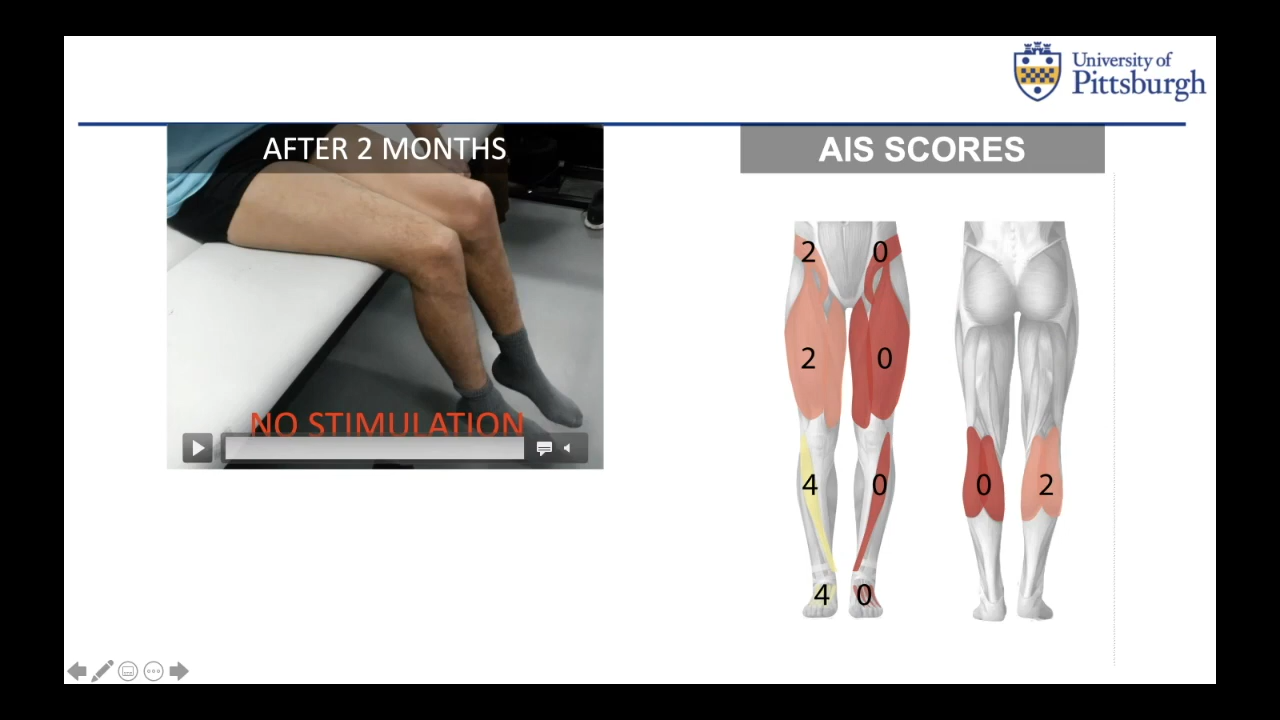 University of
Pittsburgh
AFTER 2 MONTHS
NO STIMULATION
AIS SCORES
2 0
2 0
4 0
4 0
0 2